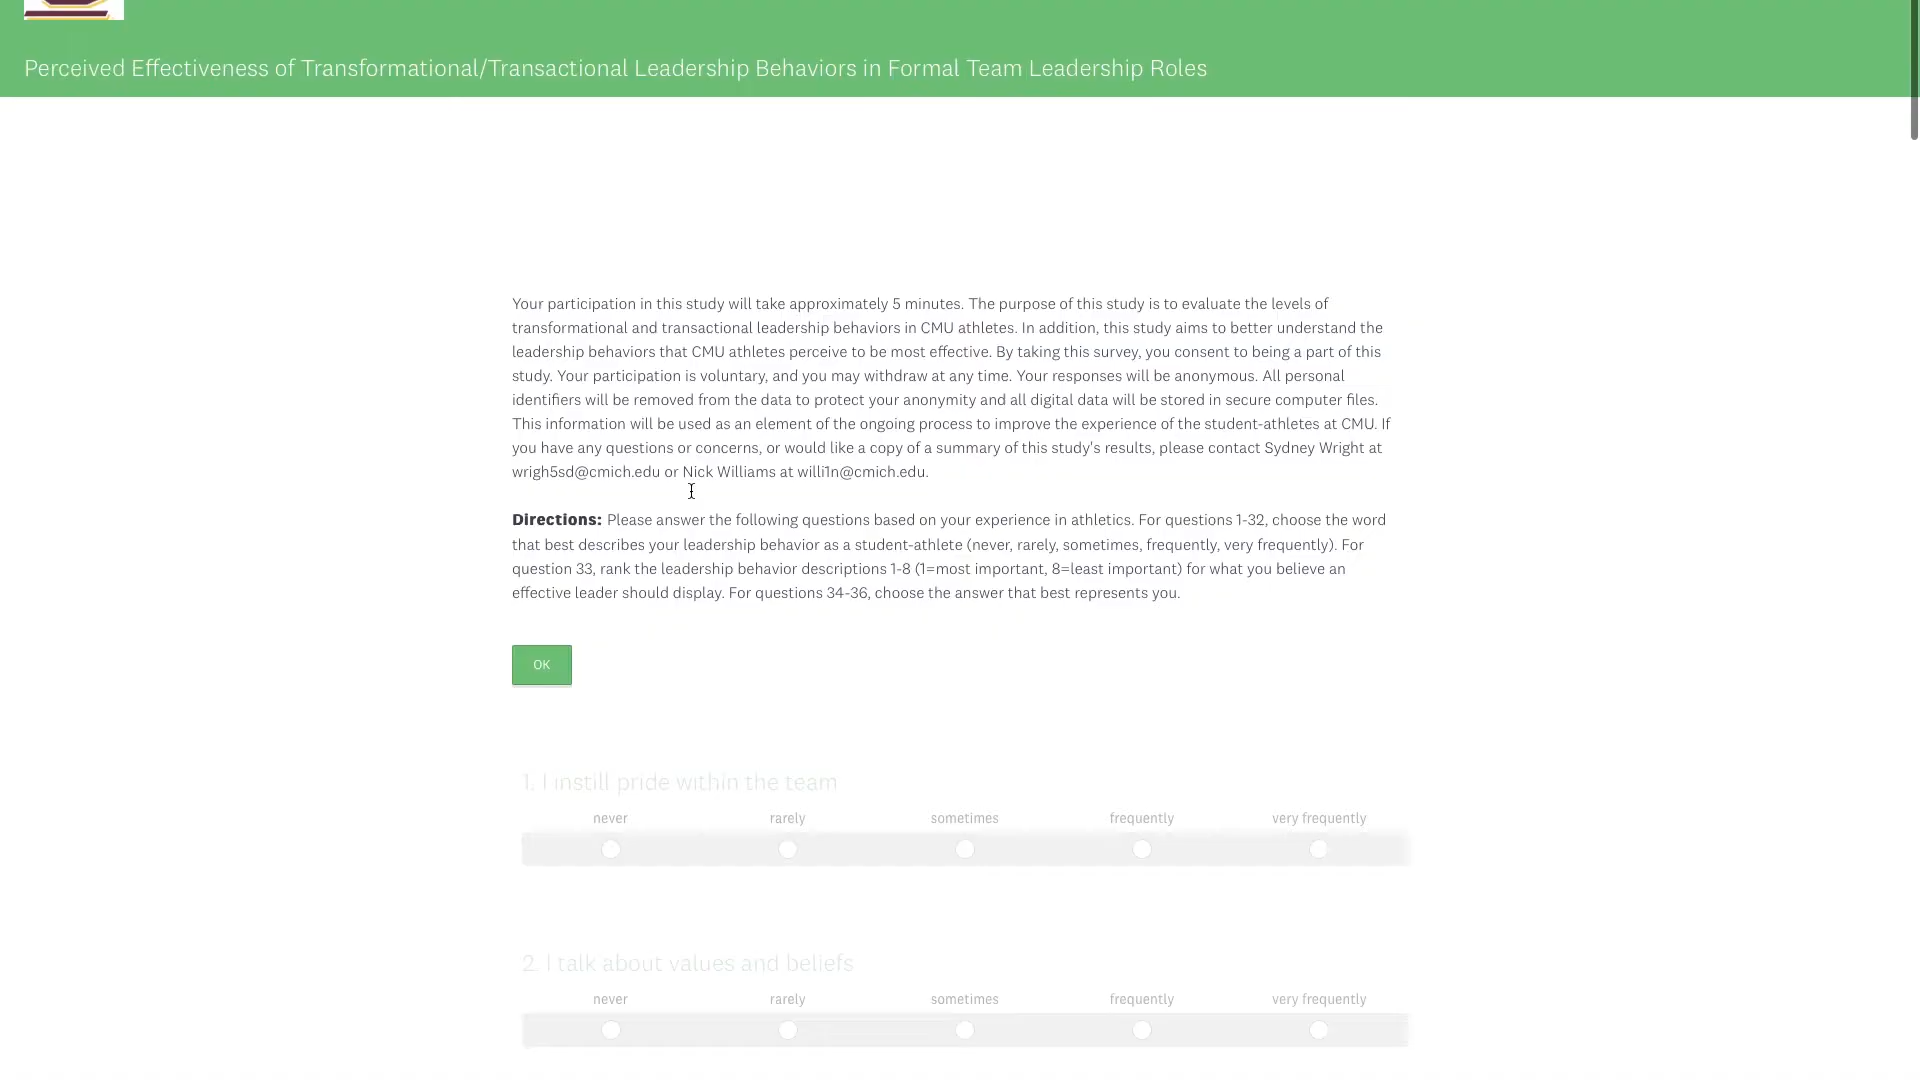 Perceived Effectiveness of Transformational/Transactional Leadership Behaviors in Formal Team Leadership Roles
Your participation in this study will take approximately 5 minutes. The purpose of this study is to evaluate the levels of
transformational and transactional leadership behaviors in CMU athletes. In addition, this study aims to better understand the
leadership behaviors that CMU athletes perceive to be most effective. By taking this survey, you consent to being a part of this
study. Your participation is voluntary, and you may withdraw at any time. Your responses will be anonymous. All personal
identifiers will be removed from the data to protect your anonymity and all digital data will be stored in secure computer files.
This information will be used as an element of the ongoing process to improve the experience of the student-athletes at CMU. If
you have any questions or concerns, or would like a copy of a summary of this study's results, please contact Sydney Wright at
wrigh5sd@cmich.edu or Nick Williams at willi1n@cmich.edu.
Directions: Please answer the following questions based on your experience in athletics. For questions 1-32, choose the word
that best describes your leadership behavior as a student-athlete (never, rarely, sometimes, frequently, very frequently). For
question 33, rank the leadership behavior descriptions 1-8 (1=most important, 8=least important) for what you believe an
effective leader should display. For questions 34-36, choose the answer that best represents you.
OK
1. I instill pride within the team
never rarely sometimes frequently very frequently
2. I talk about values and beliefs
never rarely sometimes frequently very frequently